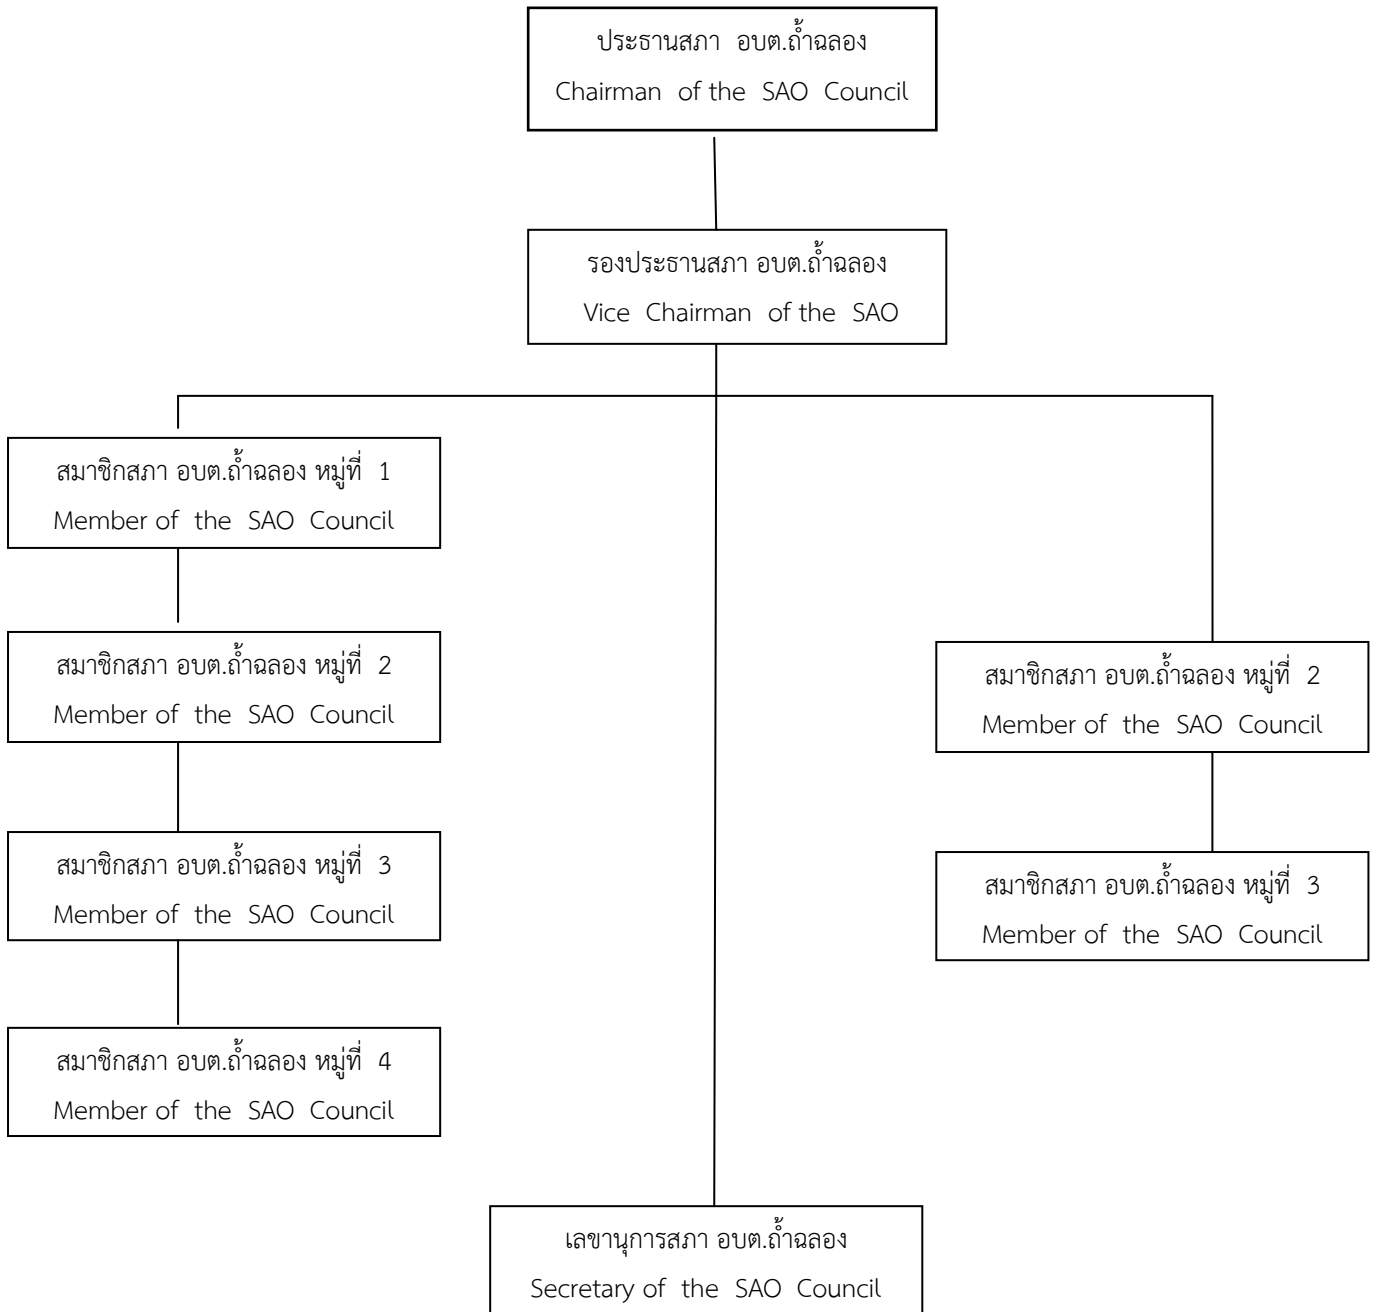 ประธานสภา อบต.ถ้ำฉลอง
Chairman of the SAO Council
รองประธานสภา อบต.ถ้ำฉลอง
Vice Chairman of the SAO
สมาชิกสภา อบต.ถ้ำฉลอง หมู่ที่ 1
Member of the SAO Council
สมาชิกสภา อบต.ถ้ำฉลอง หมู่ที่ 2
Member of the SAO Council
สมาชิกสภา อบต.ถ้ำฉลอง หมู่ที่ 3
Member of the SAO Council
สมาชิกสภา อบต.ถ้ำฉลอง หมู่ที่ 4
Member of the SAO Council
สมาชิกสภา อบต.ถ้ำฉลอง หมู่ที่ 2
Member of the SAO Council
สมาชิกสภา อบต.ถ้ำฉลอง หมู่ที่ 3
Member of the SAO Council
เลขานุการสภา อบต.ถ้ำฉลอง
Secretary of the SAO Council